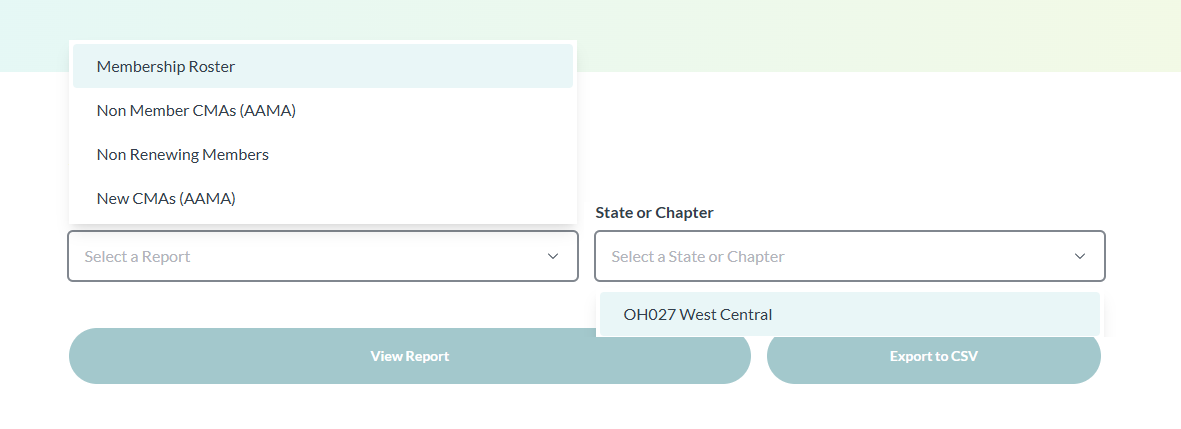 Membership Roster
Non Member CMAs (AAMA)
Non Renewing Members
New CMAs (AAMA)
State or Chapter
Select a Report
Select a State or Chapter
OH027 West Central
View Report
Export to CSV